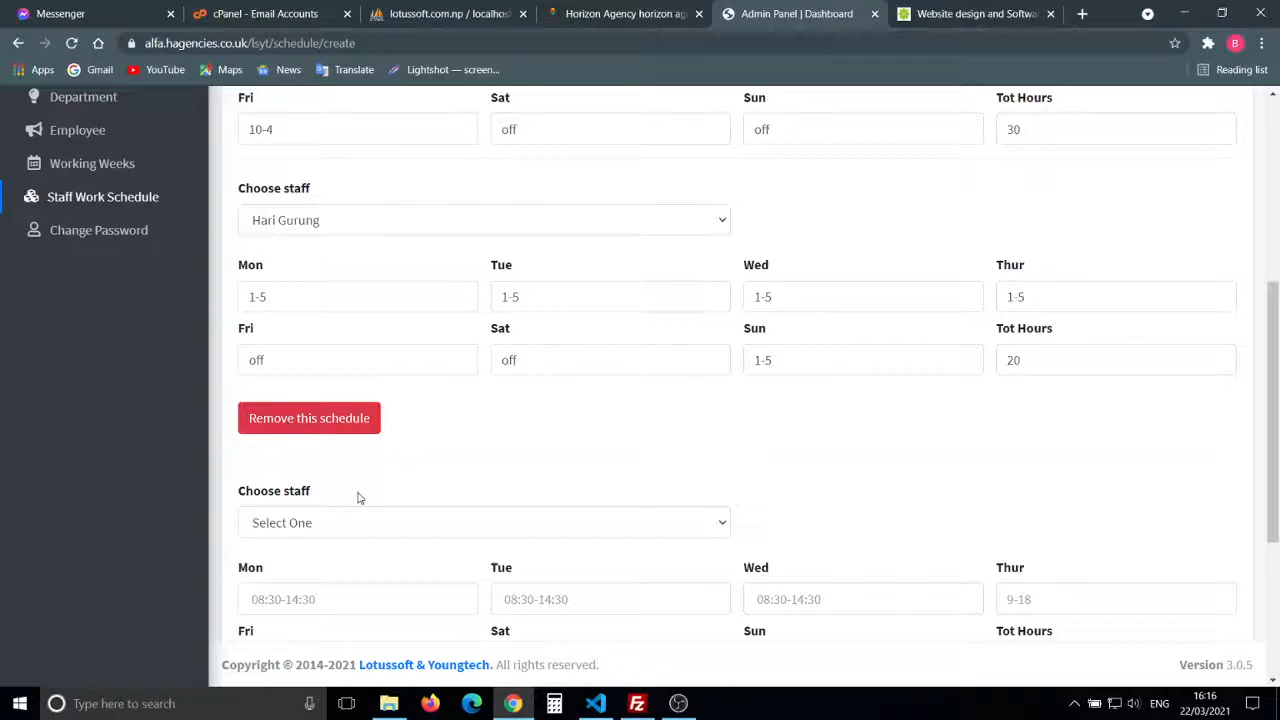 Messenger
cPanel - Email Accounts
lotussoft.com.np / localhos
Horizon Agency horizon ag
Admin Panel | Dashboard
Website design and Softwa
alfa.hagencies.co.uk/lsyt/schedule/create
B
Apps
Gmail
YouTube
Maps
News
Translate
Lightshot — screen...
Reading list
Department
Employee
Working Weeks
Staff Work Schedule
Change Password
Fri Sat Sun Tot Hours
10-4 off off 30
Choose staff
Hari Gurung
Mon Tue Wed Thur
1-5 1-5 1-5 1-5
Fri Sat Sun Tot Hours
off off 1-5 20
Remove this schedule
Choose staff
Select One
Mon Tue Wed Thur
08:30-14:30 08:30-14:30 08:30-14:30 9-18
Fri Sat Sun Tot Hours
Copyright © 2014-2021 Lotussoft & Youngtech. All rights reserved.
Version 3.0.5
Type here to search
ENG
16:16
22/03/2021